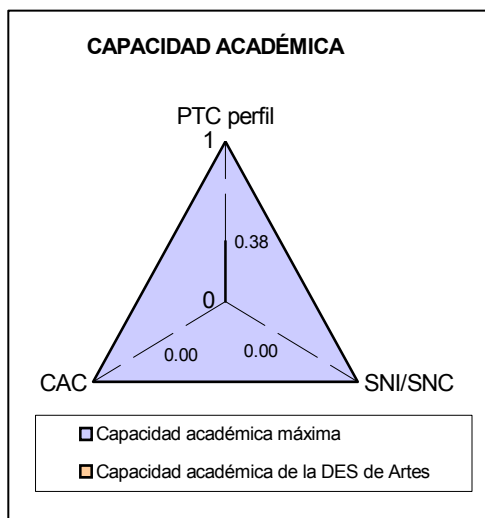 CAPACIDAD ACADÉMICA
PTC perfil
1
0.38
0
0.00 0.00
CAC SNI/SNC
Capacidad académica máxima
Capacidad académica de la DES de Artes